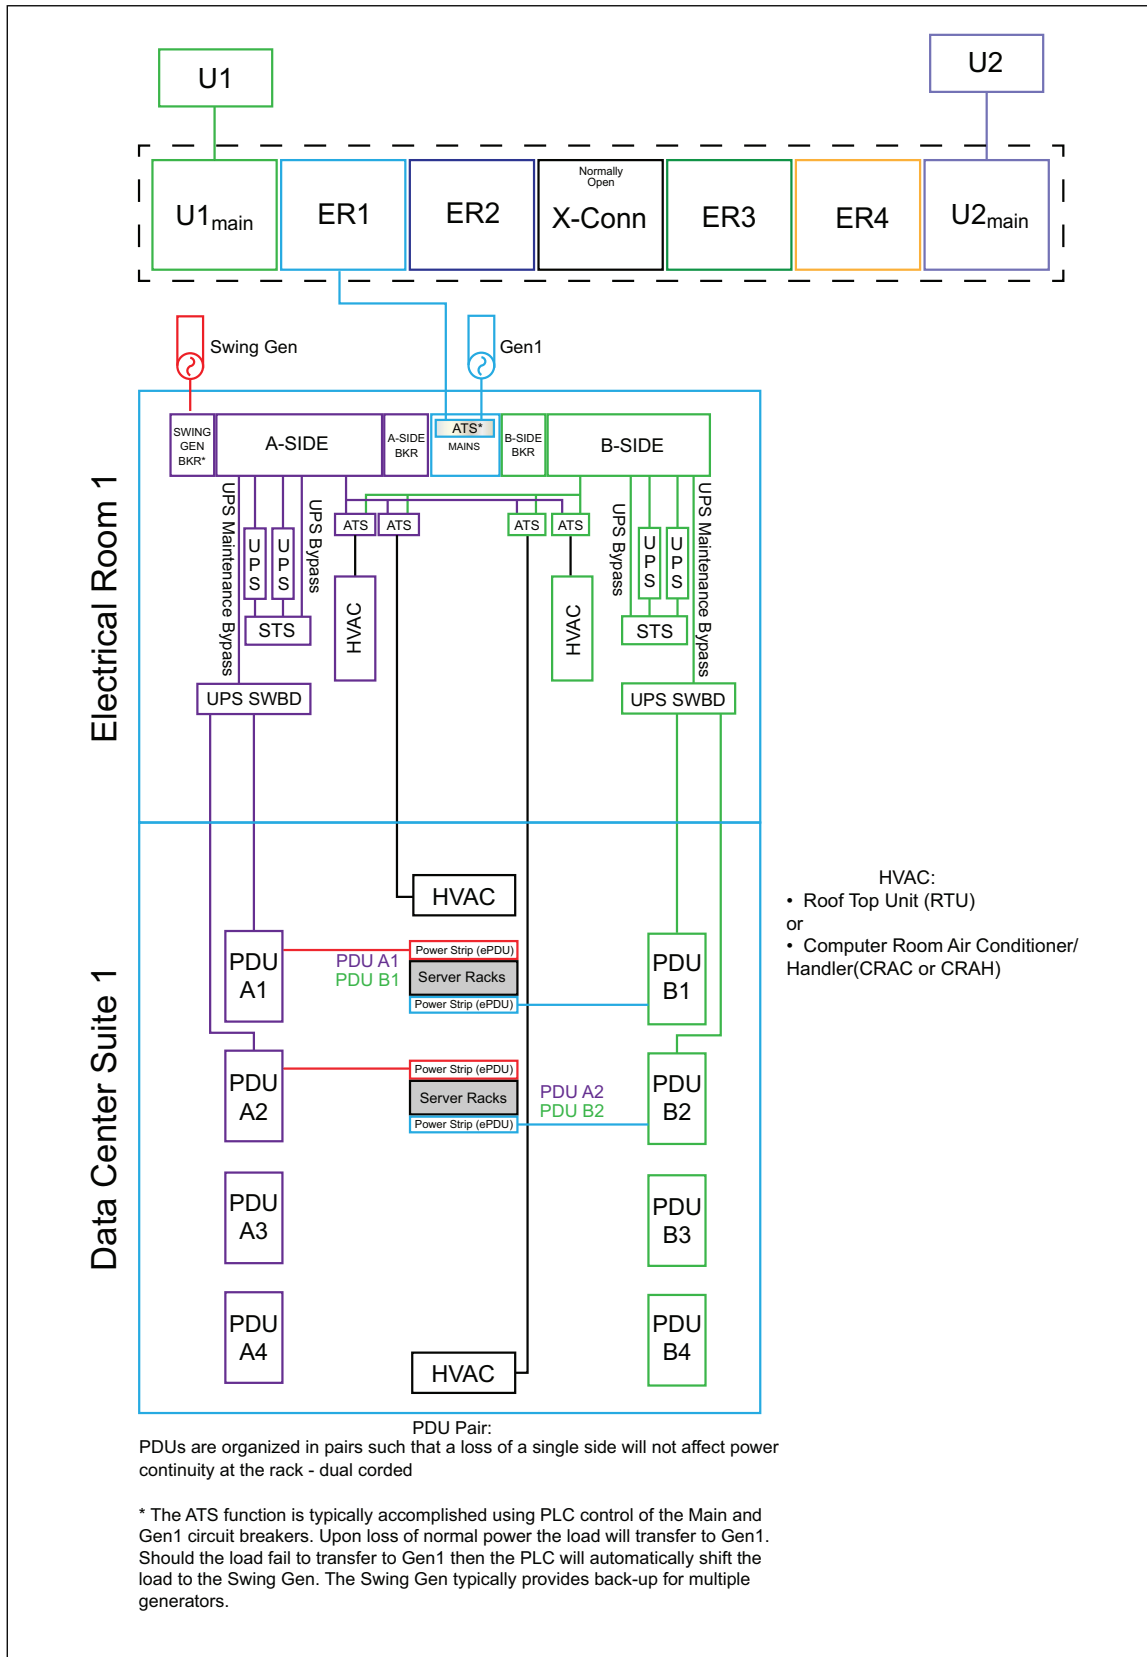 U1
U2
U1main
ER1
ER2
Normally
Open
X-Conn
ER3
ER4
U2main
Swing Gen
Gen1
Electrical Room 1
SWING
GEN
BKR*
A-SIDE
A-SIDE
BKR
ATS*
MAINS
B-SIDE
BKR
B-SIDE
UPS Maintenance Bypass
UPS
UPS
UPS Bypass
ATS
ATS
ATS
ATS
UPS Bypass
UPS
UPS
UPS Maintenance Bypass
STS
HVAC
HVAC
STS
UPS SWBD
UPS SWBD
Data Center Suite 1
HVAC
HVAC:
• Roof Top Unit (RTU)
or
• Computer Room Air Conditioner/
Handler(CRAC or CRAH)
PDU
A1
PDU A1
PDU B1
Power Strip (ePDU)
Server Racks
Power Strip (ePDU)
PDU
B1
PDU
A2
Power Strip (ePDU)
Server Racks
Power Strip (ePDU)
PDU A2
PDU B2
PDU
B2
PDU
A3
PDU
B3
PDU
A4
PDU
B4
HVAC
PDU Pair:
PDUs are organized in pairs such that a loss of a single side will not affect power
continuity at the rack - dual corded
* The ATS function is typically accomplished using PLC control of the Main and
Gen1 circuit breakers. Upon loss of normal power the load will transfer to Gen1.
Should the load fail to transfer to Gen1 then the PLC will automatically shift the
load to the Swing Gen. The Swing Gen typically provides back-up for multiple
generators.